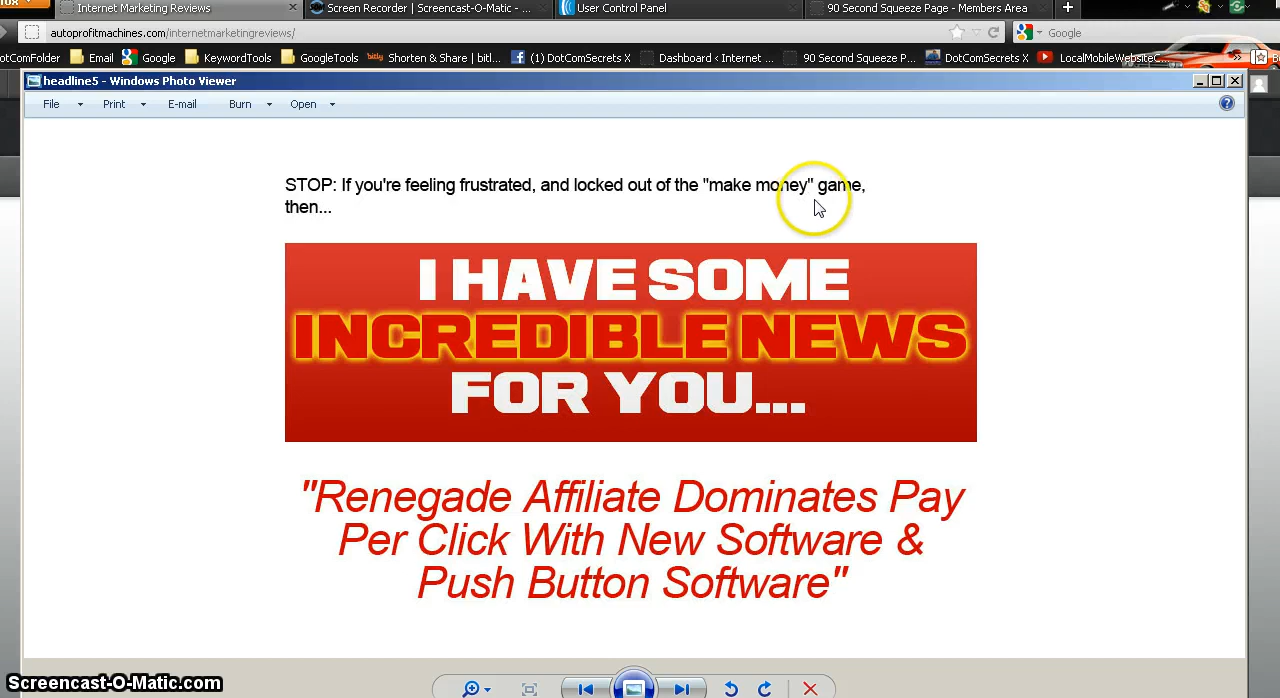 Internet Marketing Reviews
Screen Recorder | Screencast-O-Matic - ...
User Control Panel
90 Second Squeeze Page - Members Area
autoprofitmachines.com/internetmarketingreviews/
Google
otComFolder
Email
Google
KeywordTools
GoogleTools
bitly
Shorten & Share | bitl...
(1) DotComSecrets X
Dashboard ‹ Internet ...
90 Second Squeeze P...
DotComSecrets X
LocalMobileWebsiteC...
headline5 - Windows Photo Viewer
File
Print
E-mail
Burn
Open
STOP: If you're feeling frustrated, and locked out of the "make money" game,
then...
I HAVE SOME
INCREDIBLE NEWS
FOR YOU...
"Renegade Affiliate Dominates Pay
Per Click With New Software &
Push Button Software"
Screencast-O-Matic.com